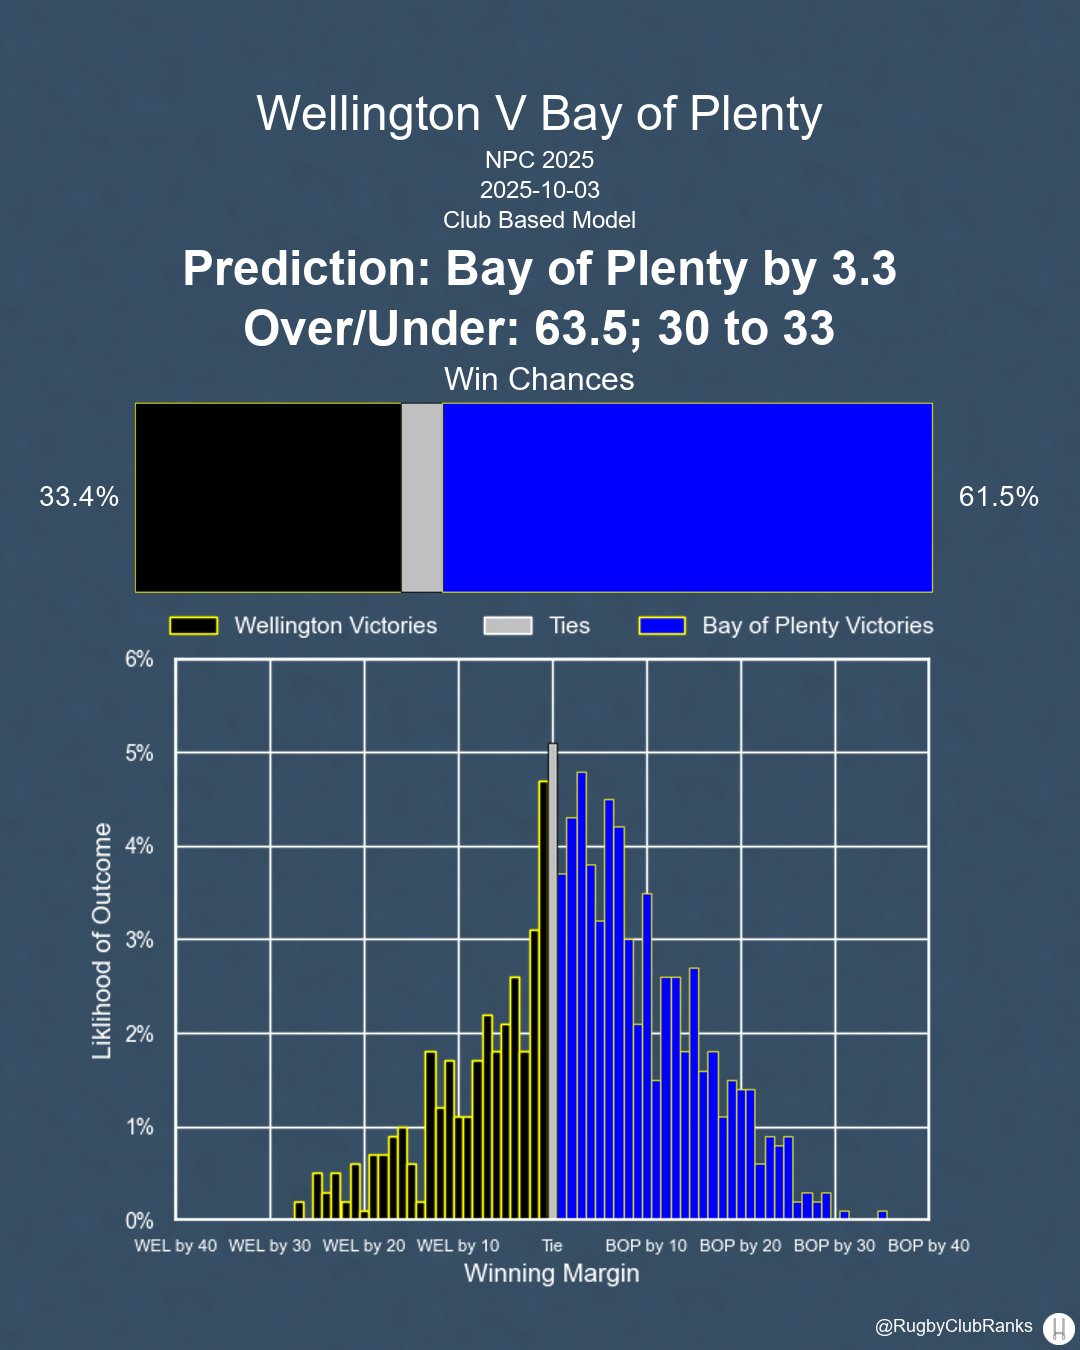 Wellington V Bay of Plenty
NPC 2025
2025-10-03
Club Based Model
Prediction: Bay of Plenty by 3.3
Over/Under: 63.5; 30 to 33
Win Chances
33.4%
61.5%
Wellington Victories Ties Bay of Plenty Victories
6%
5%
4%
3%
2%
1%
0%
Liklihood of Outcome
WEL by 40 WEL by 30 WEL by 20 WEL by 10 Tie BOP by 10 BOP by 20 BOP by 30 BOP by 40
Winning Margin
@RugbyClubRanks